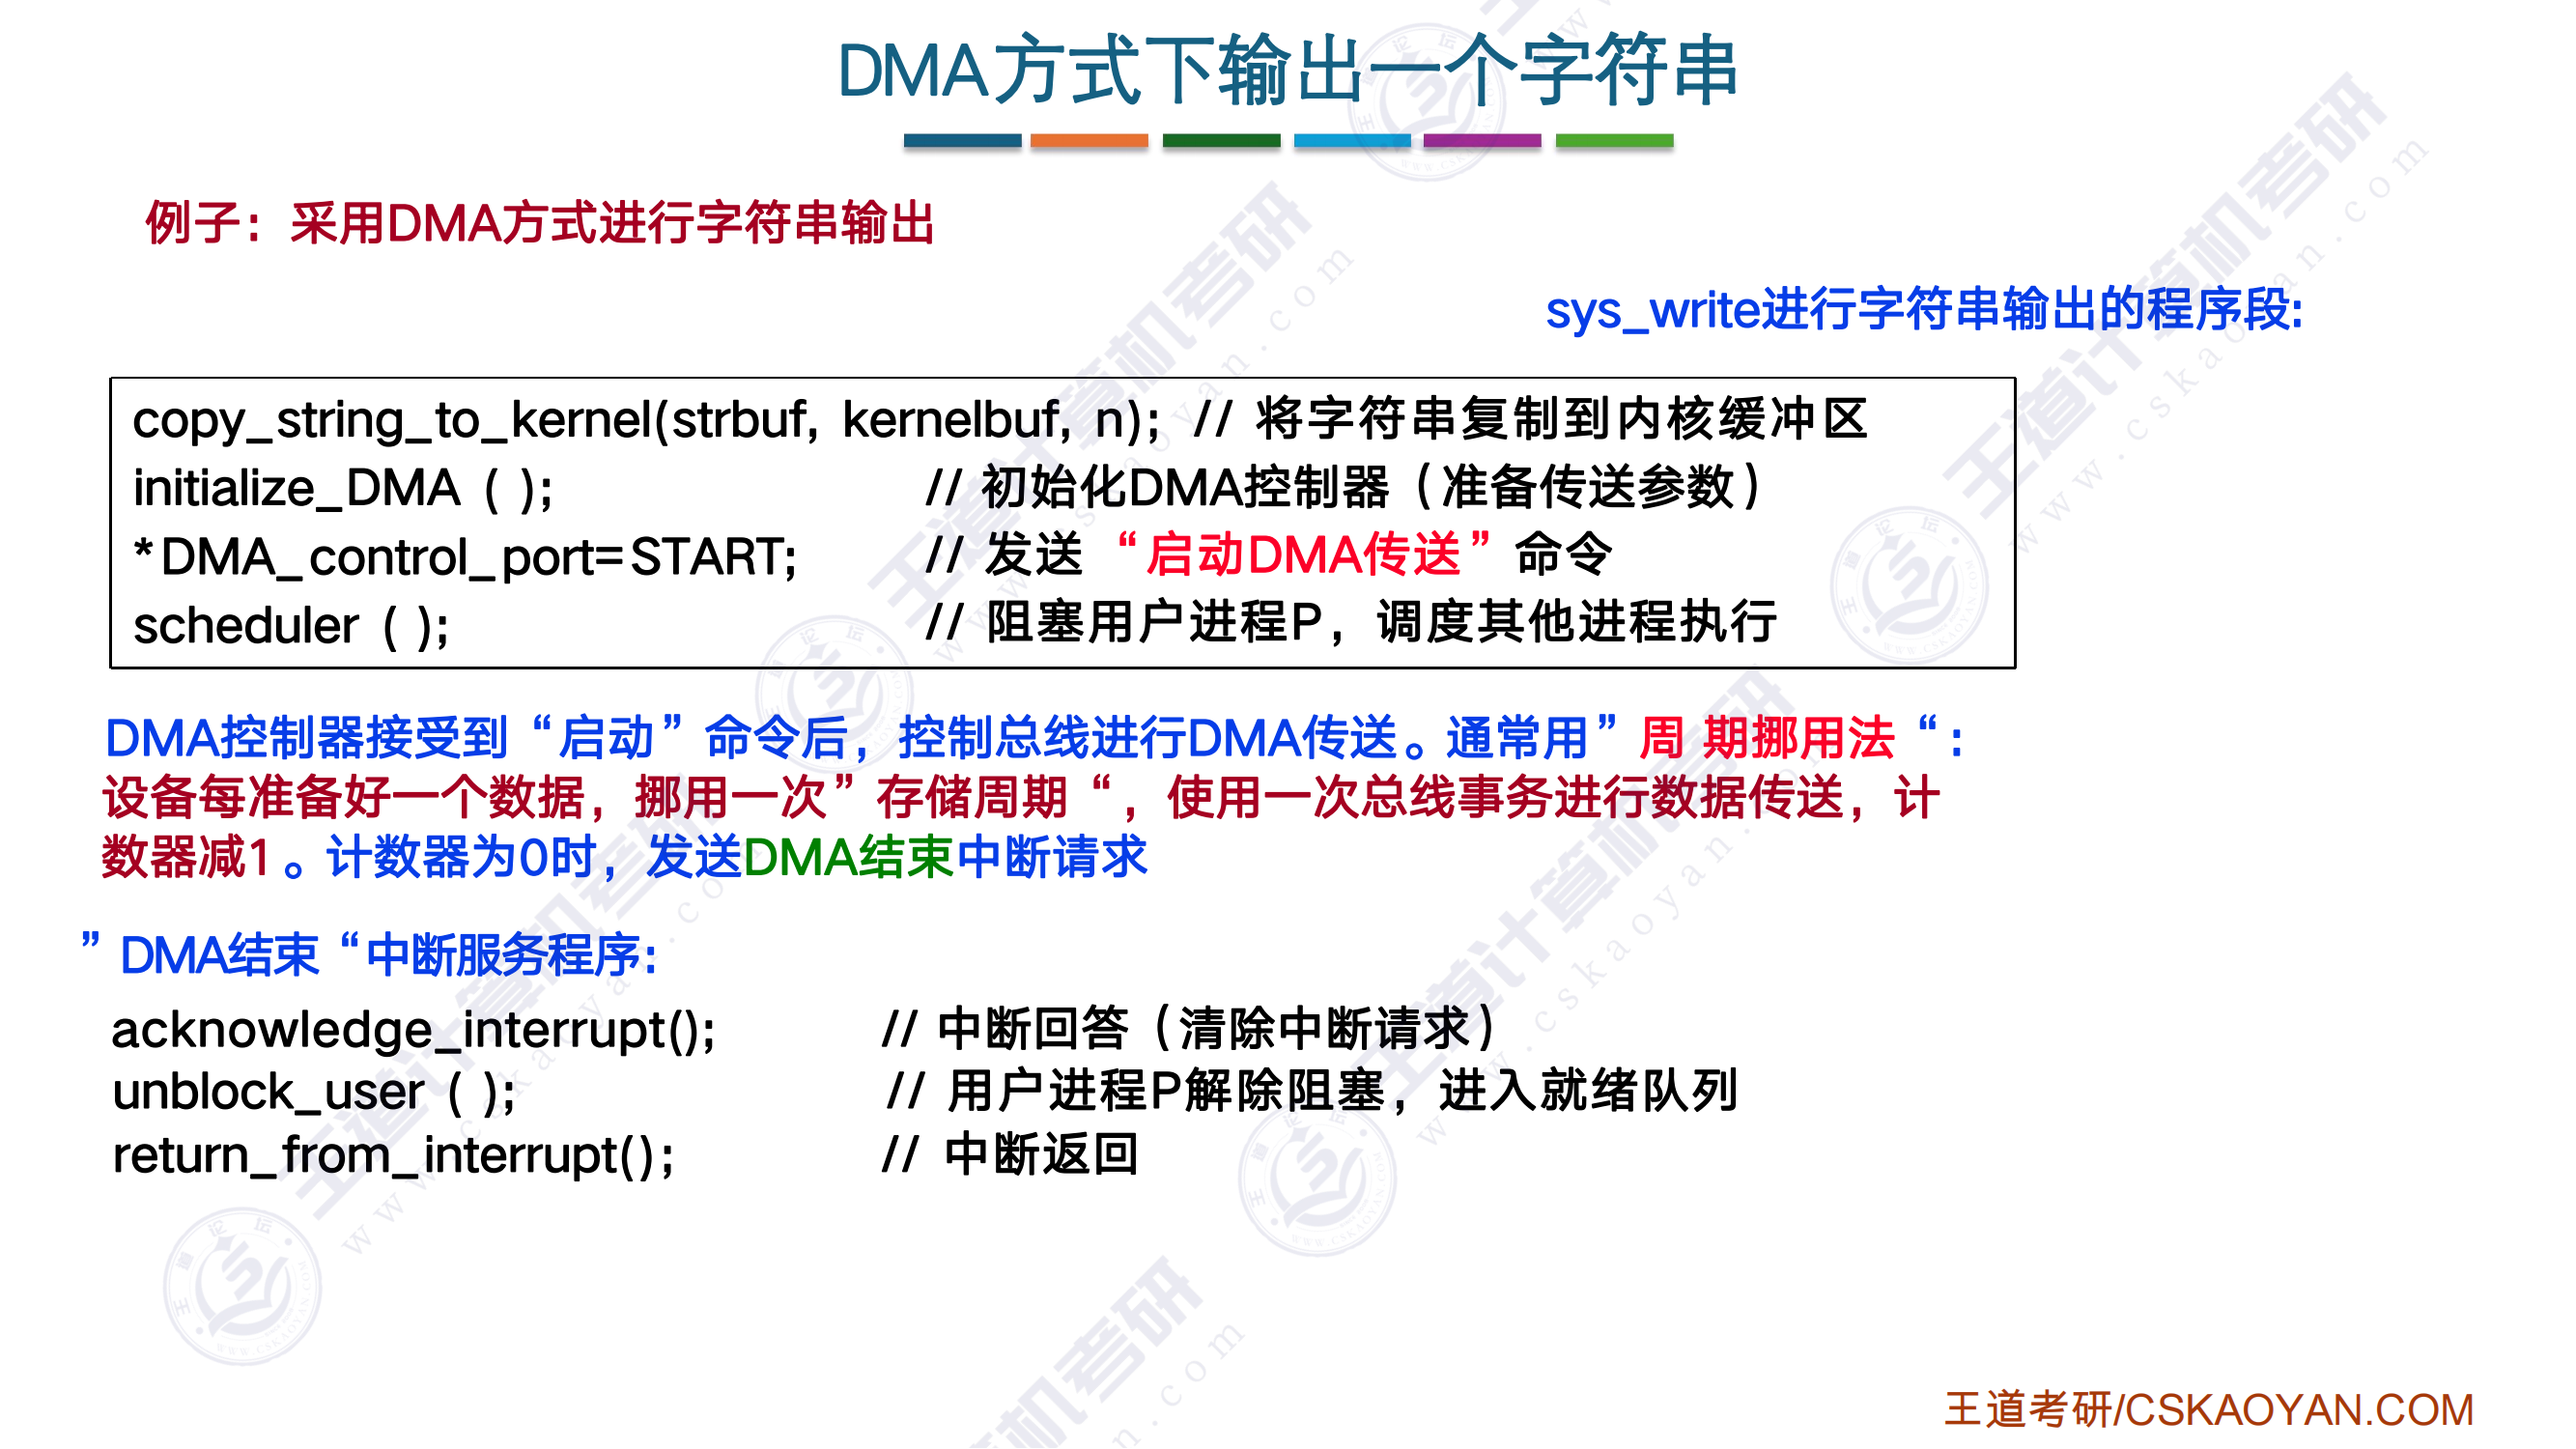 DMA方式下输出一个字符串
例子：采用DMA方式进行字符串输出
sys_write进行字符串输出的程序段:
copy_string_to_kernel(strbuf, kernelbuf, n); // 将字符串复制到内核缓冲区
initialize_DMA ( ); // 初始化DMA控制器（准备传送参数）
*DMA_control_port=START; // 发送“启动DMA传送”命令
scheduler ( ); // 阻塞用户进程P，调度其他进程执行
DMA控制器接受到“启动”命令后，控制总线进行DMA传送。通常用”周 期挪用法“：
设备每准备好一个数据，挪用一次”存储周期“，使用一次总线事务进行数据传送，计
数器减1。计数器为0时，发送DMA结束中断请求
”DMA结束“中断服务程序:
acknowledge_interrupt(); // 中断回答（清除中断请求）
unblock_user ( ); // 用户进程P解除阻塞，进入就绪队列
return_from_interrupt(); // 中断返回
王道考研/CSKAOYAN.COM
王道计算机考研
www.cskaoyan.com